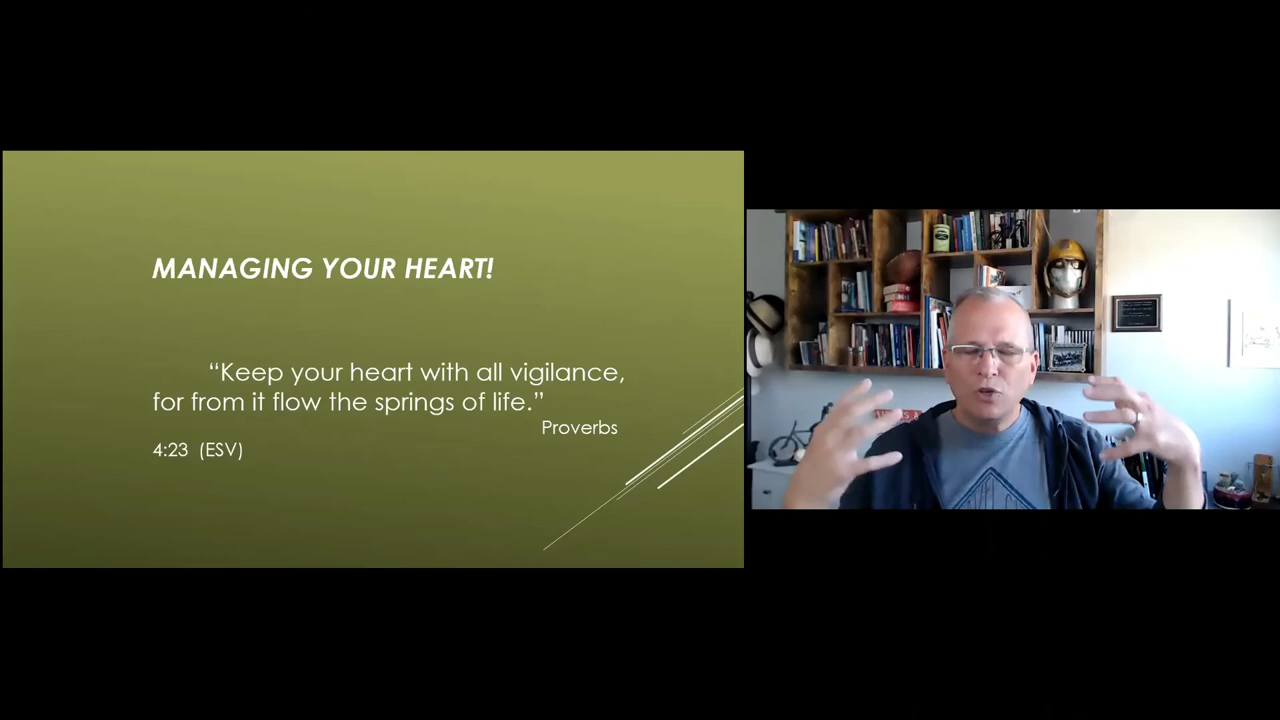 MANAGING YOUR HEART!
“Keep your heart with all vigilance,
for from it flow the springs of life.”
Proverbs
4:23 (ESV)